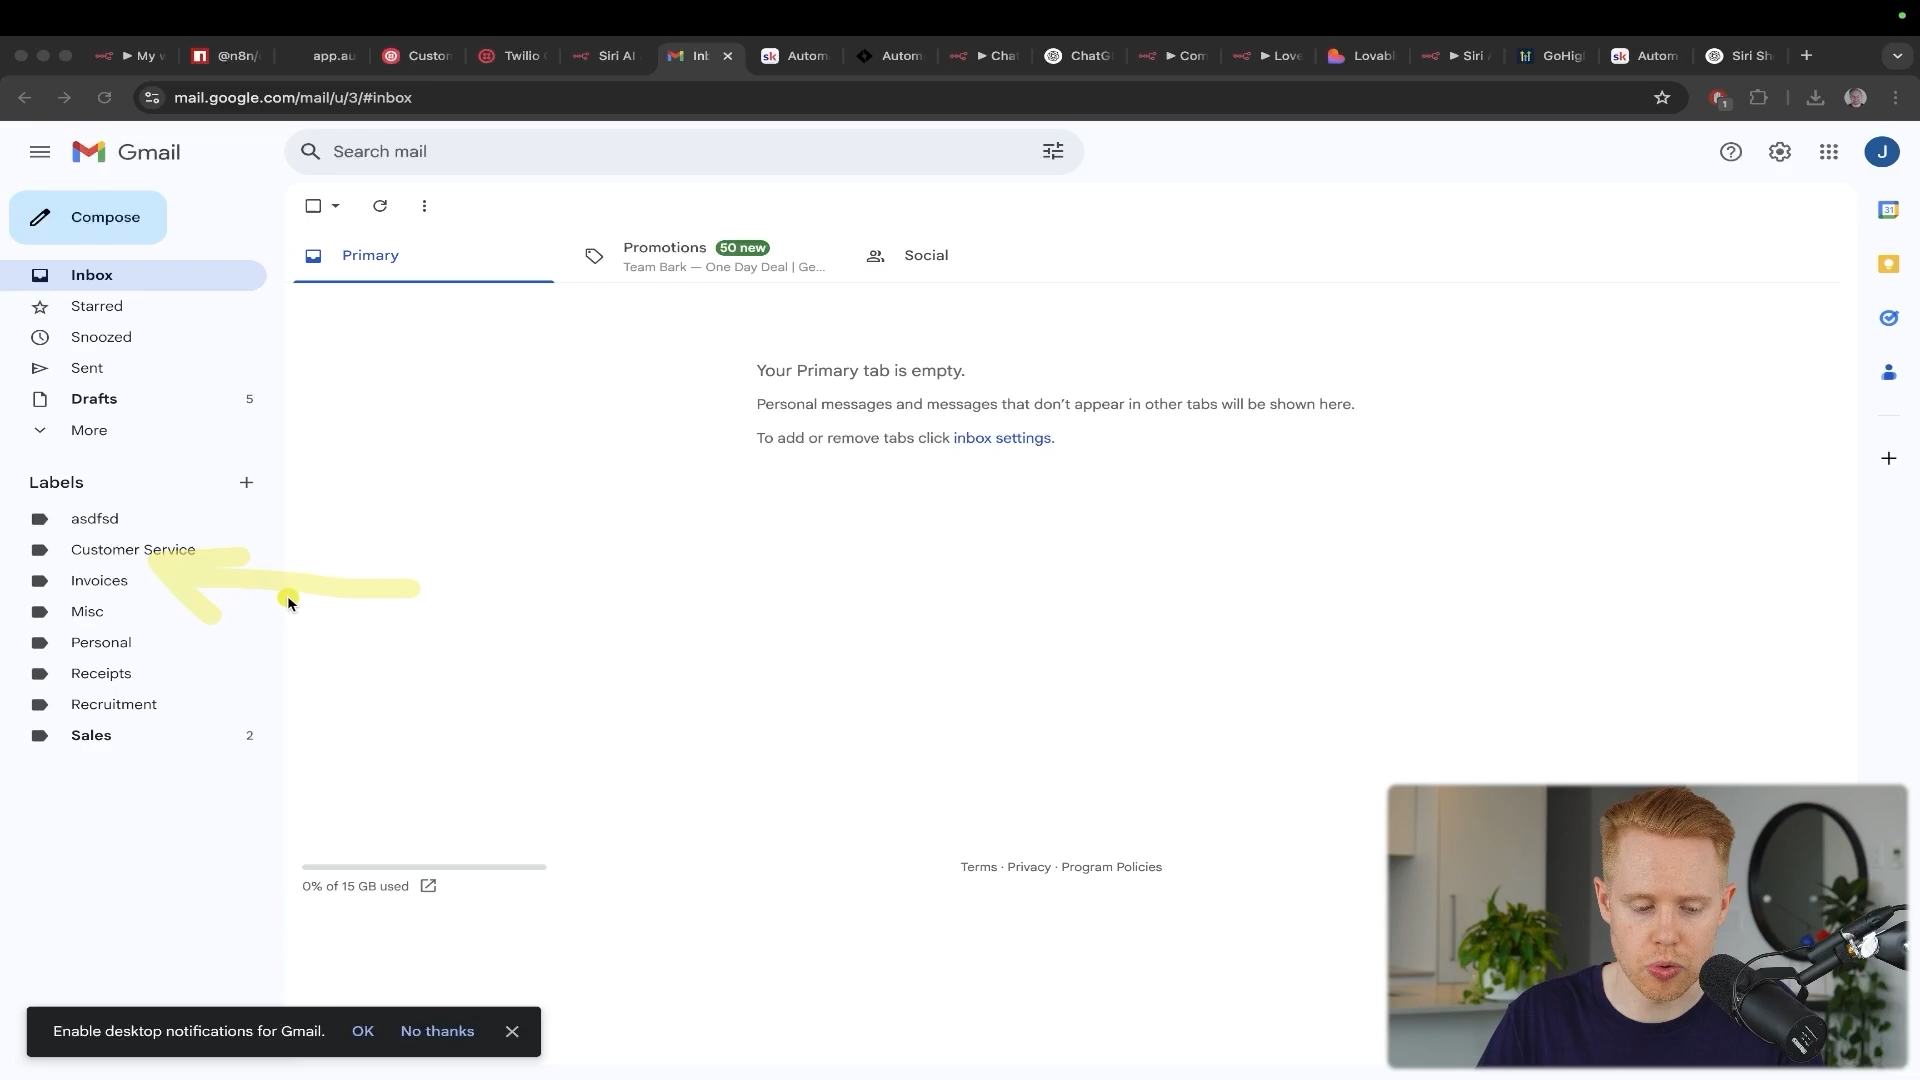 My
@n8n/
app.au
Custom
Twilio
Siri AI
Inb
Autom
Autom
Chat
ChatG
Com
Love
Lovabl
Siri
GoHigl
Autom
Siri Sh
mail.google.com/mail/u/3/#inbox
1
Gmail
Search mail
J
Compose
31
Primary
Promotions 50 new
Team Bark — One Day Deal | Ge...
Social
Inbox
Starred
Snoozed
Sent
Drafts 5
More
Your Primary tab is empty.
Personal messages and messages that don't appear in other tabs will be shown here.
To add or remove tabs click inbox settings.
Labels
asdfsd
Customer Service
Invoices
Misc
Personal
Receipts
Recruitment
Sales 2
Terms · Privacy · Program Policies
0% of 15 GB used
Enable desktop notifications for Gmail. OK No thanks